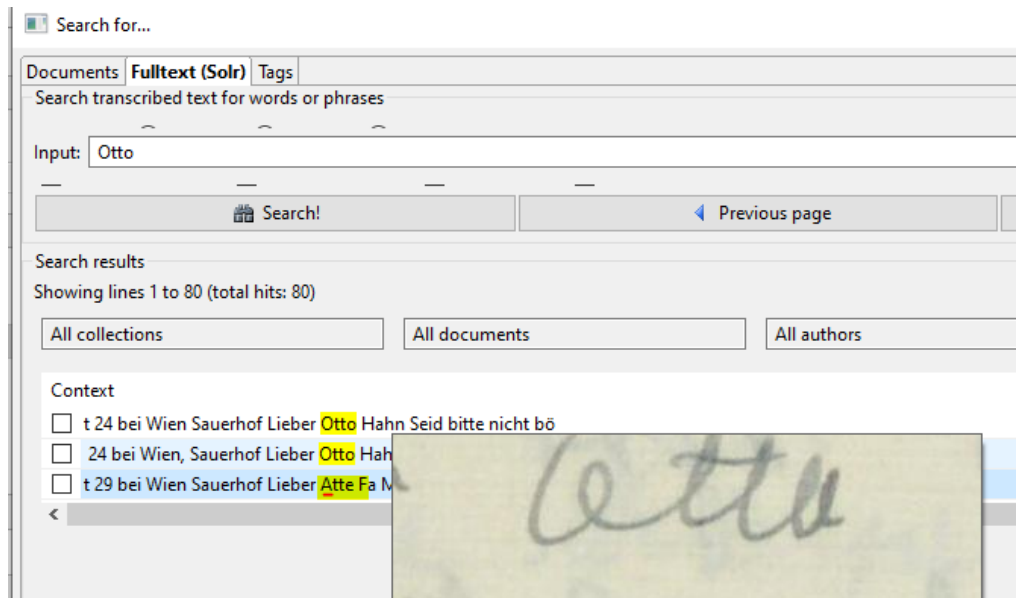 Search for...
Documents Fulltext (Solr) Tags
Search transcribed text for words or phrases
Input: Otto
Search! Previous page
Search results
Showing lines 1 to 80 (total hits: 80)
All collections All documents All authors
Context
t 24 bei Wien Sauerhof Lieber Otto Hahn Seid bitte nicht bö
24 bei Wien, Sauerhof Lieber Otto Hah
t 29 bei Wien Sauerhof Lieber Atte Fa M
Otto